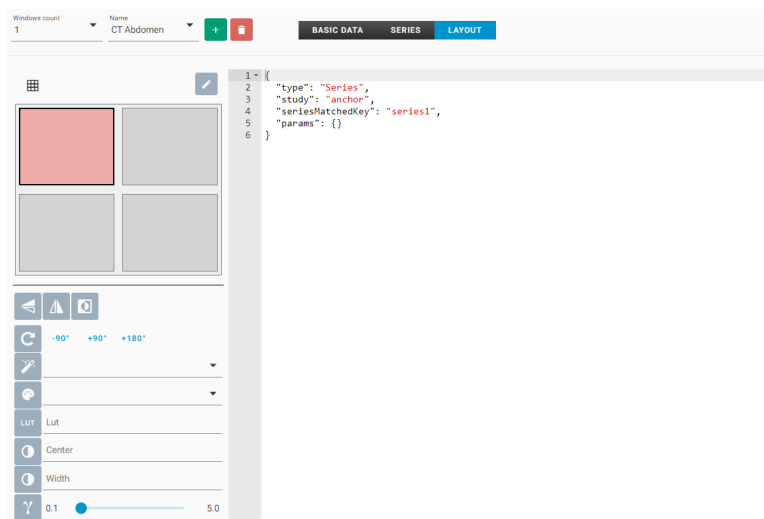 Windows count
1
Name
CT Abdomen
+
BASIC DATA
SERIES
LAYOUT
1 {
2 "type": "Series",
3 "study": "anchor",
4 "seriesMatchedKey": "series1",
5 "params": {}
6 }
-90° +90° +180°
LUT Lut
Center
Width
0.1 5.0